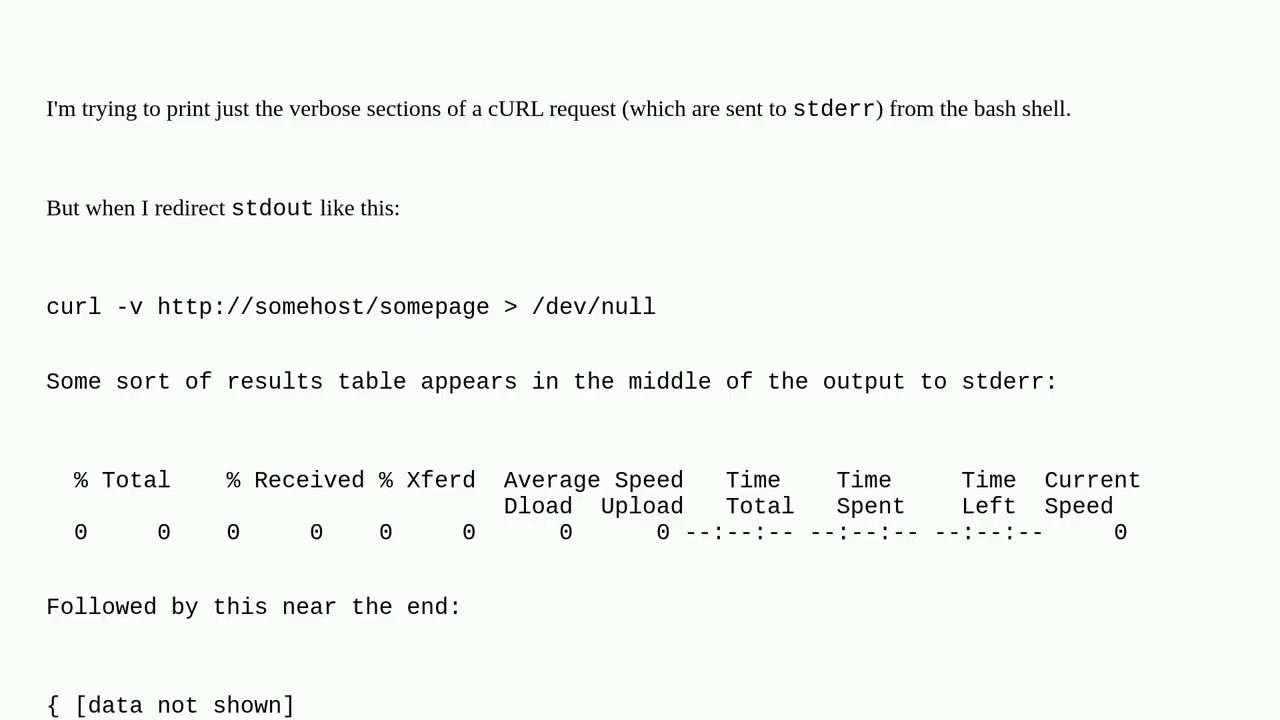 I'm trying to print just the verbose sections of a cURL request (which are sent to stderr) from the bash shell.
But when I redirect stdout like this:
curl -v http://somehost/somepage > /dev/null
Some sort of results table appears in the middle of the output to stderr:
  % Total    % Received % Xferd  Average Speed   Time    Time     Time  Current
                                 Dload  Upload   Total   Spent    Left  Speed
  0     0    0     0    0     0      0      0 --:--:-- --:--:-- --:--:--     0
Followed by this near the end:
{ [data not shown]